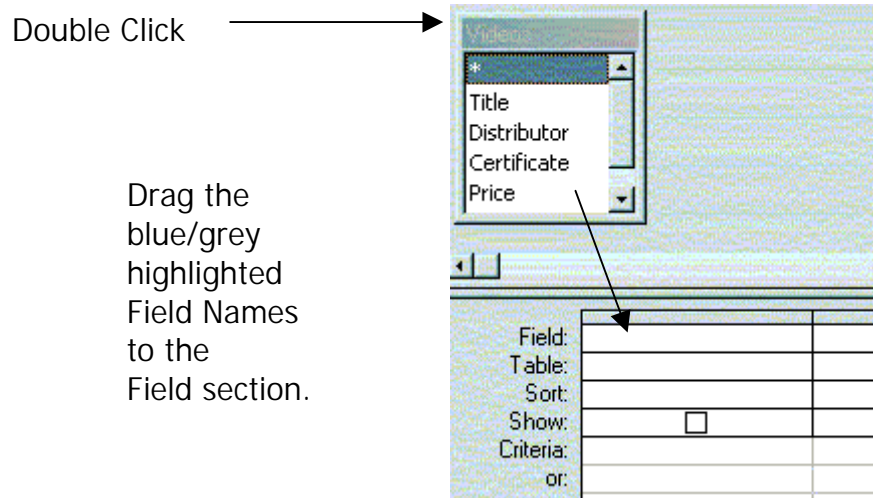 Double Click
Videos
*
Title
Distributor
Certificate
Price
Drag the
blue/grey
highlighted
Field Names
to the
Field section.
Field:
Table:
Sort:
Show:
Criteria:
or: